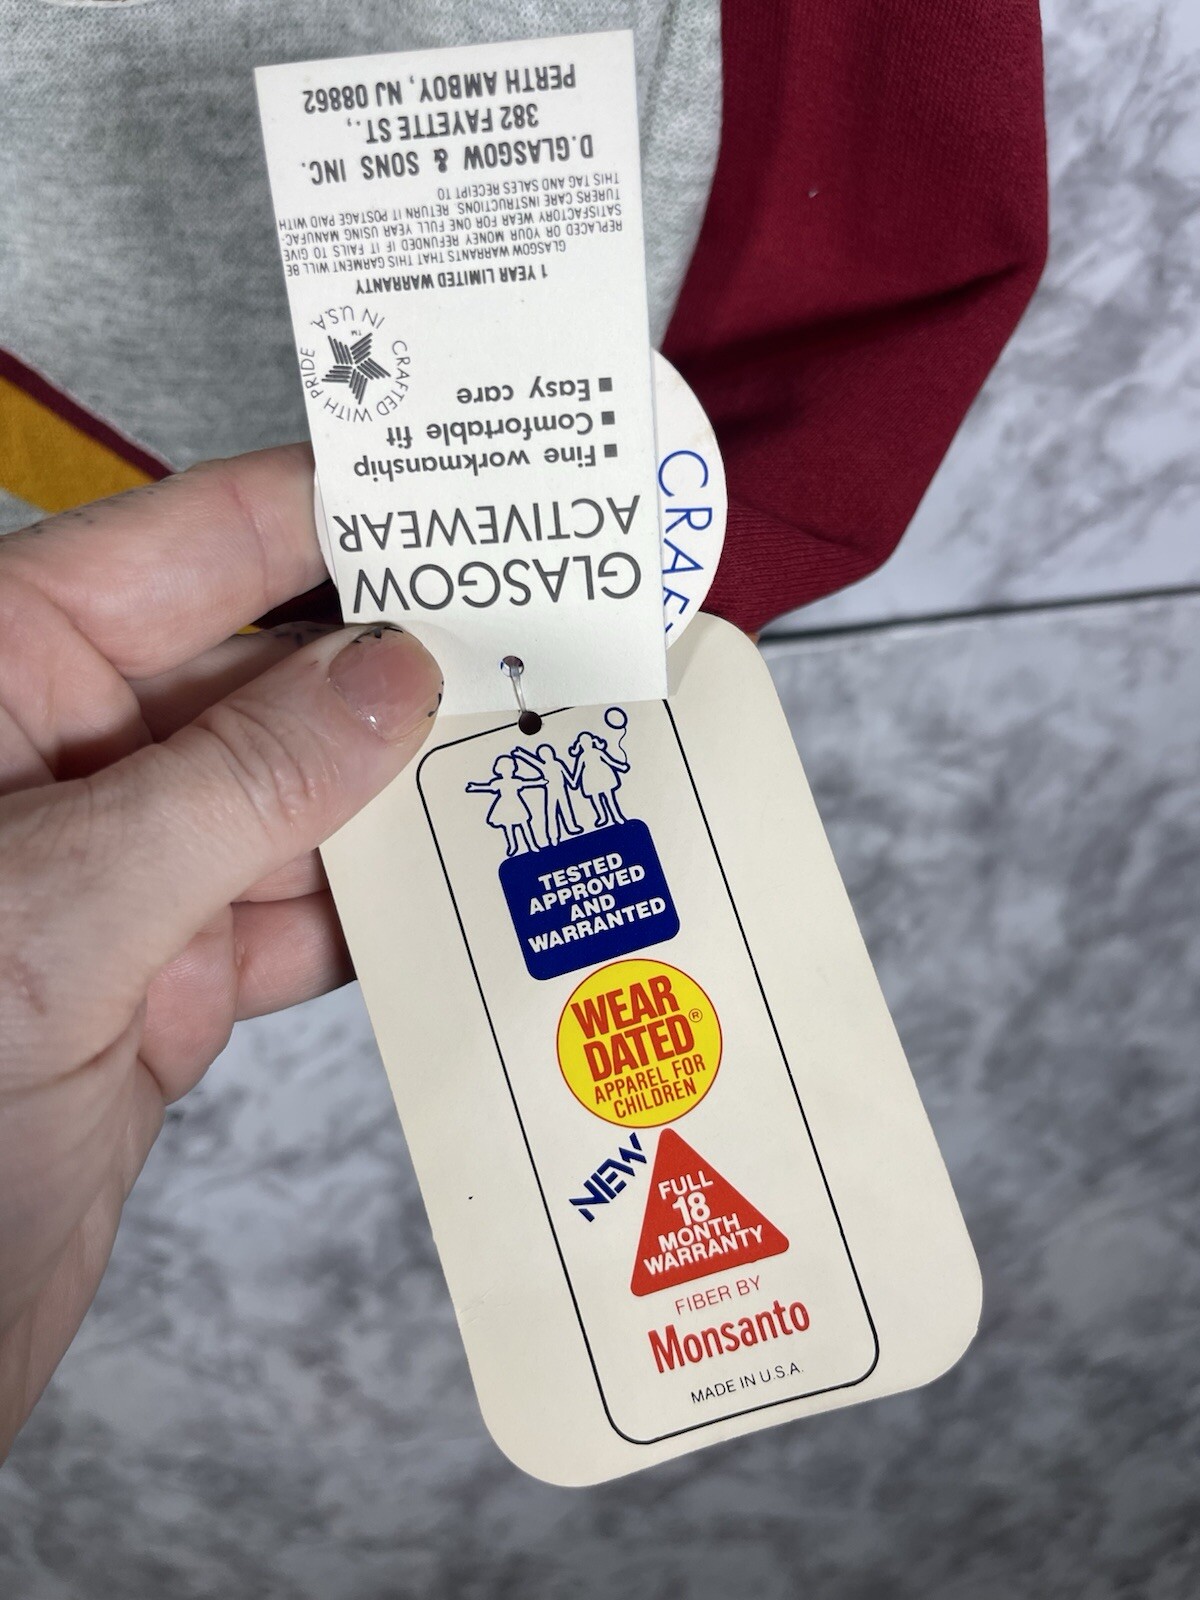 GLASGOW
ACTIVEWEAR
■ Fine workmanship
■ Comfortable fit
■ Easy care
CRAFTED WITH PRIDE
IN U.S.A.
TM
1 YEAR LIMITED WARRANTY
GLASGOW WARRANTS THAT THIS GARMENT WILL BE
REPLACED OR YOUR MONEY REFUNDED IF IT FAILS TO GIVE
SATISFACTORY WEAR FOR ONE FULL YEAR USING MANUFAC-
TURERS CARE INSTRUCTIONS. RETURN IT POSTAGE PAID WITH
THIS TAG AND SALES RECEIPT TO
D.GLASGOW & SONS INC.
382 FAYETTE ST.,
PERTH AMBOY, NJ 08862
CRAF
TESTED
APPROVED
AND
WARRANTED
WEAR
DATED®
APPAREL FOR
CHILDREN
NEW
FULL
18
MONTH
WARRANTY
FIBER BY
Monsanto
MADE IN U.S.A.